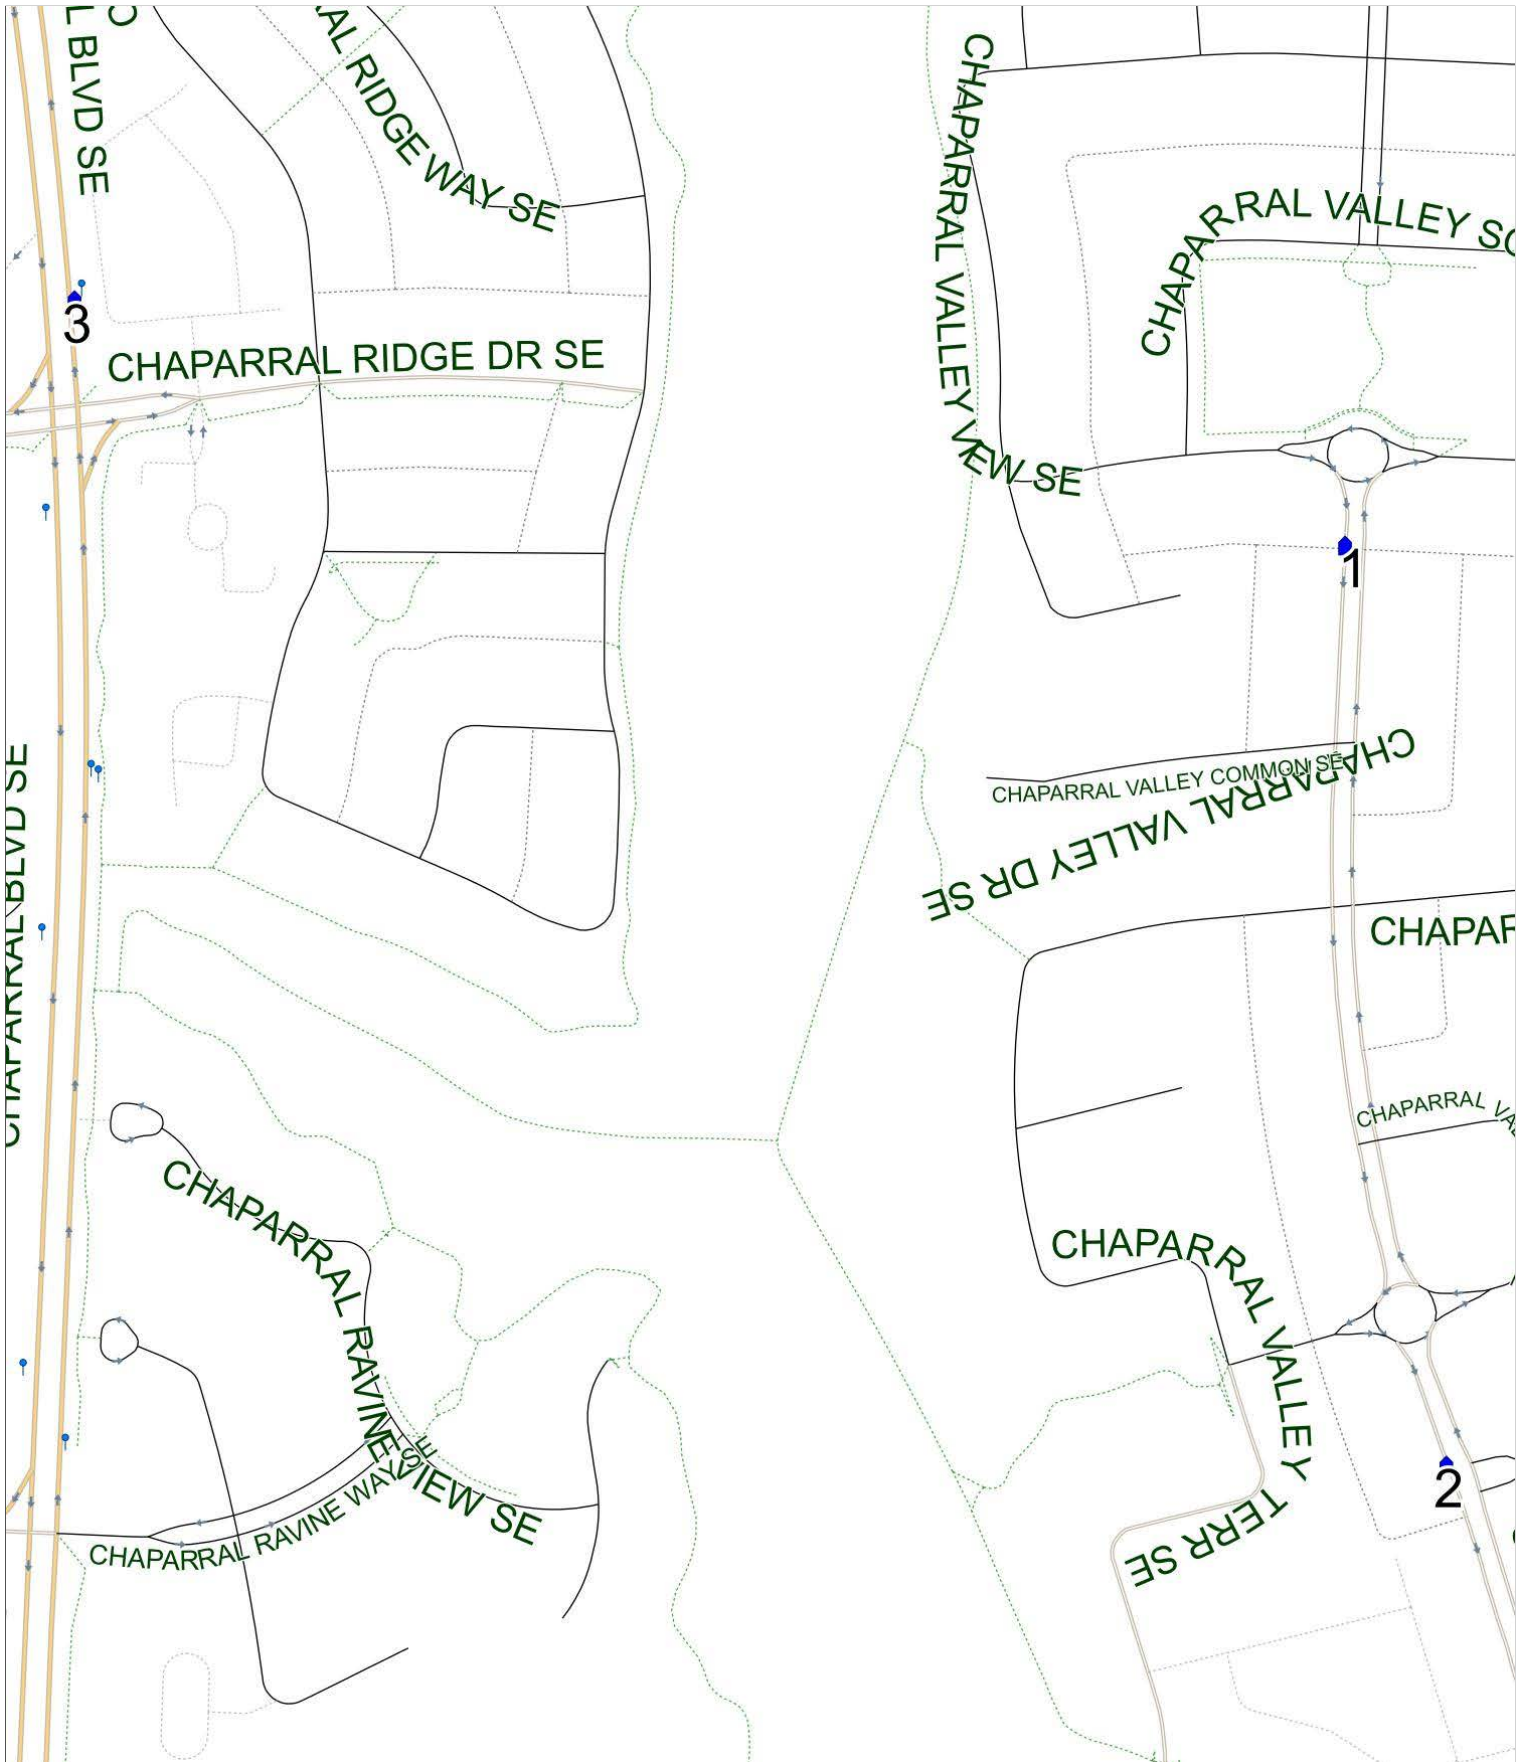 L BLVD SE
C
AL RIDGE WAY SE
CHAPARRAL VALLEY VIEW SE
CHAPARRAL VALLEY SQ
3
CHAPARRAL RIDGE DR SE
1
CHAPARRAL VALLEY COMMON SE
CHAPARRAL VALLEY DR SE
CHAPARRAL BLVD SE
CHAPAR
CHAPARRAL VA
CHAPARRAL RAVINE VIEW SE
CHAPARRAL VALLEY TERR SE
2
CHAPARRAL RAVINE WAY SE